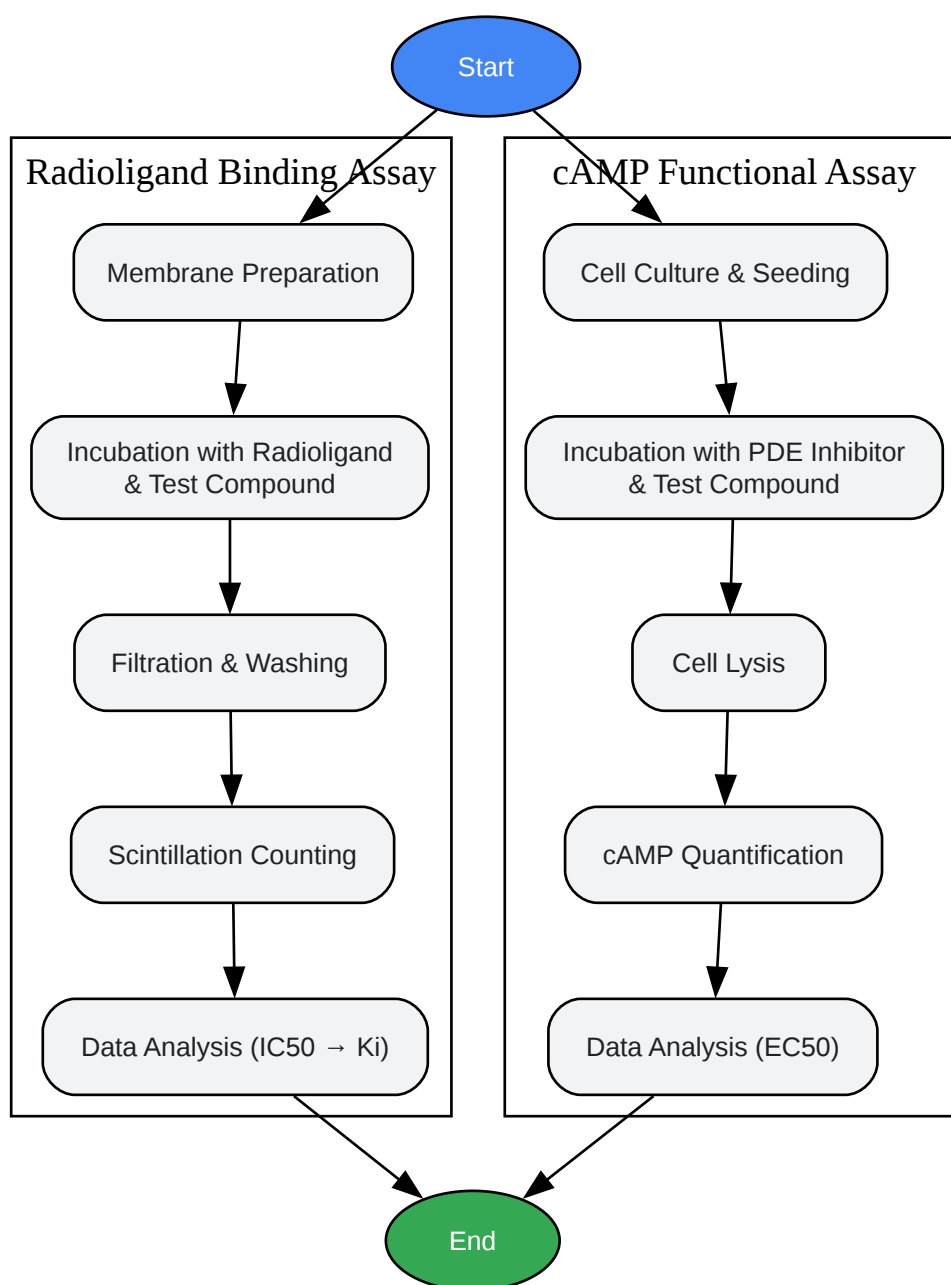 Start
Radioligand Binding Assay
Membrane Preparation
Incubation with Radioligand
& Test Compound
Filtration & Washing
Scintillation Counting
Data Analysis (IC50 → Ki)
cAMP Functional Assay
Cell Culture & Seeding
Incubation with PDE Inhibitor
& Test Compound
Cell Lysis
cAMP Quantification
Data Analysis (EC50)
End